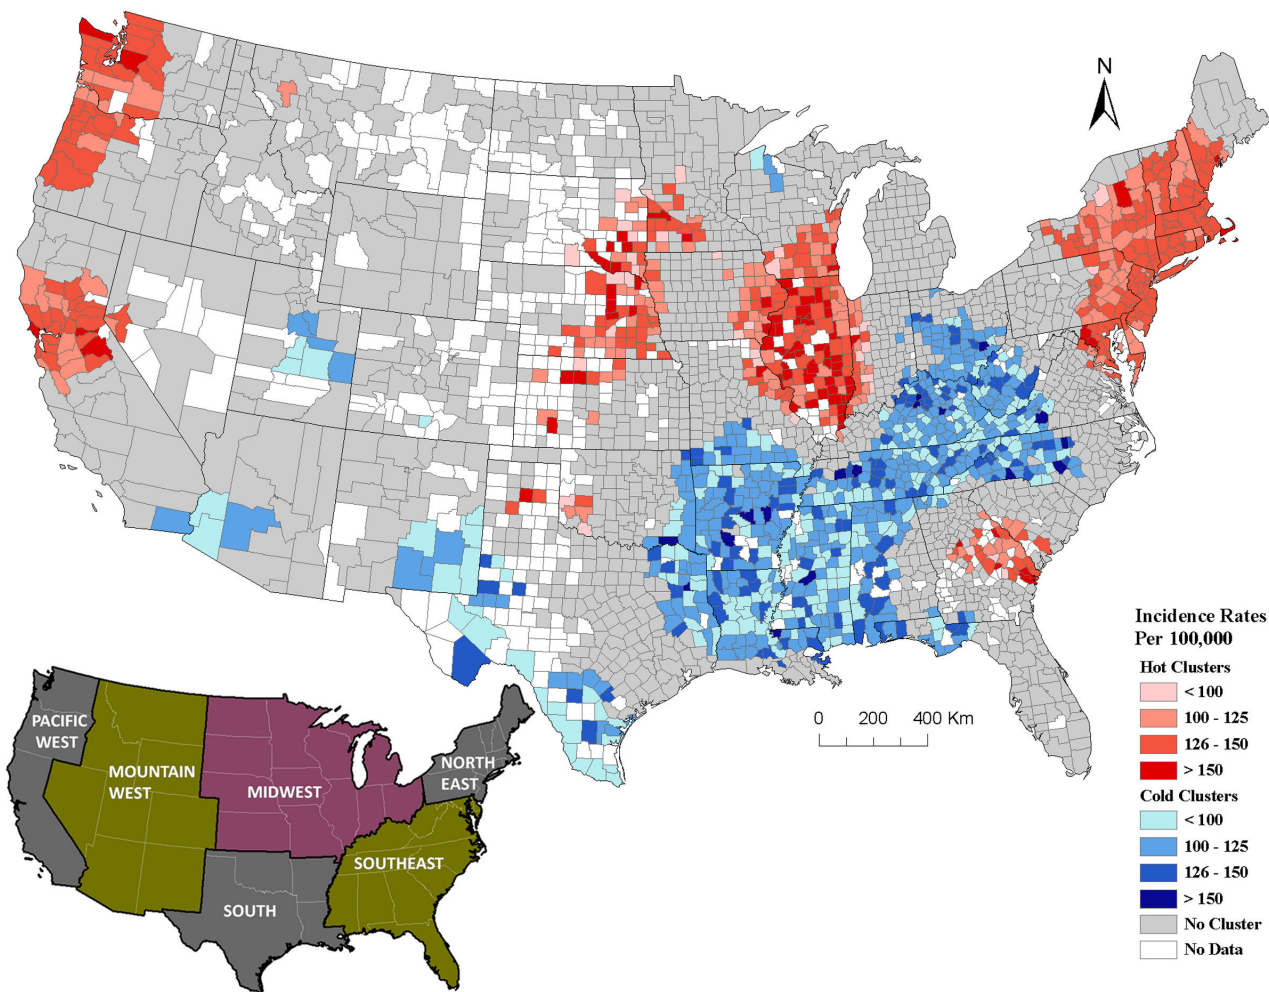 N
Incidence Rates
Per 100,000
Hot Clusters
< 100
100 - 125
126 - 150
> 150
Cold Clusters
< 100
100 - 125
126 - 150
> 150
No Cluster
No Data
0 200 400 Km
PACIFIC
WEST
MOUNTAIN
WEST
MIDWEST
NORTH
EAST
SOUTHEAST
SOUTH